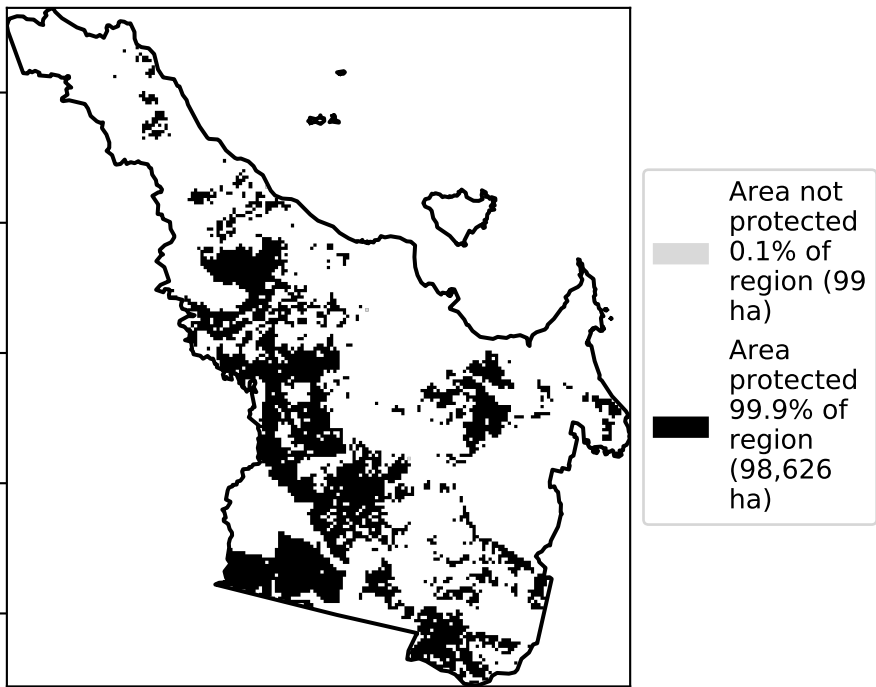 Area not
protected
0.1% of
region (99
ha)
Area
protected
99.9% of
region
(98,626
ha)